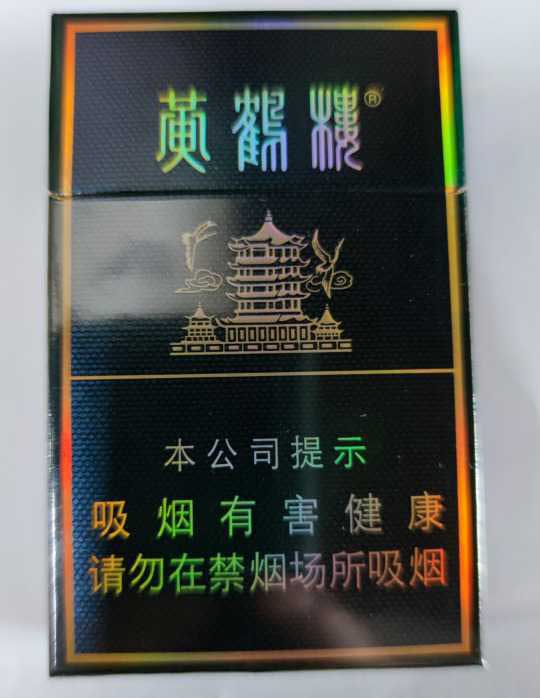 黄鹤楼®
本公司提示
吸烟有害健康
请勿在禁烟场所吸烟